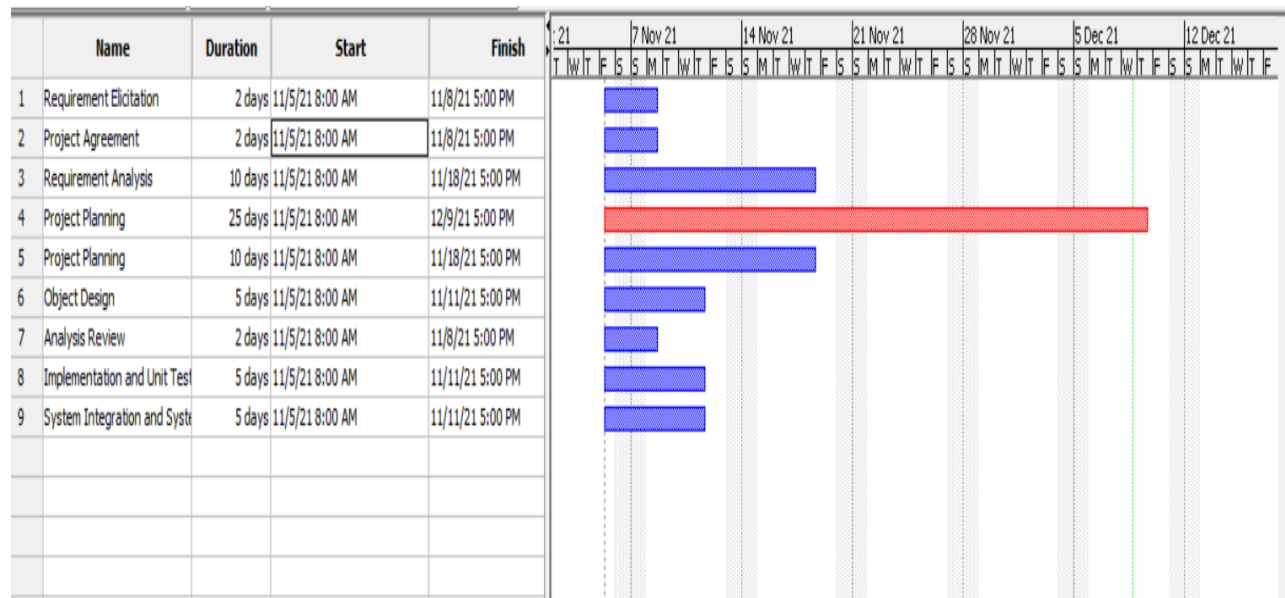 Name Duration Start Finish
: 21 7 Nov 21 14 Nov 21 21 Nov 21 28 Nov 21 5 Dec 21 12 Dec 21
T W T F S S M T W T F S S M T W T F S S M T W T F S S M T W T F S S M T W T F S S M T W T F
1 Requirement Elicitation 2 days 11/5/21 8:00 AM 11/8/21 5:00 PM
2 Project Agreement 2 days 11/5/21 8:00 AM 11/8/21 5:00 PM
3 Requirement Analysis 10 days 11/5/21 8:00 AM 11/18/21 5:00 PM
4 Project Planning 25 days 11/5/21 8:00 AM 12/9/21 5:00 PM
5 Project Planning 10 days 11/5/21 8:00 AM 11/18/21 5:00 PM
6 Object Design 5 days 11/5/21 8:00 AM 11/11/21 5:00 PM
7 Analysis Review 2 days 11/5/21 8:00 AM 11/8/21 5:00 PM
8 Implementation and Unit Test 5 days 11/5/21 8:00 AM 11/11/21 5:00 PM
9 System Integration and Syste 5 days 11/5/21 8:00 AM 11/11/21 5:00 PM